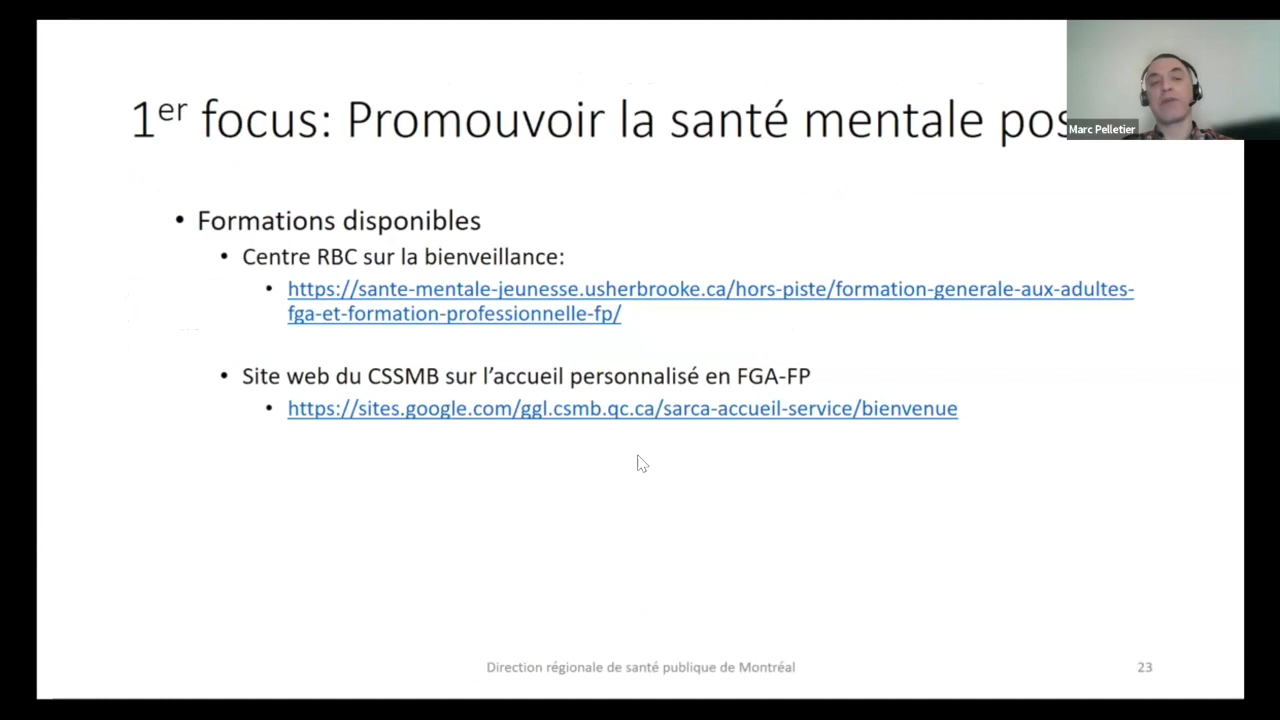 1er focus: Promouvoir la santé mentale
Marc Pelletier
• Formations disponibles
• Centre RBC sur la bienveillance:
• https://sante-mentale-jeunesse.usherbrooke.ca/hors-piste/formation-generale-aux-adultes-
fga-et-formation-professionnelle-fp/
• Site web du CSSMB sur l’accueil personnalisé en FGA-FP
• https://sites.google.com/ggl.csmb.qc.ca/sarca-accueil-service/bienvenue
Direction régionale de santé publique de Montréal
23